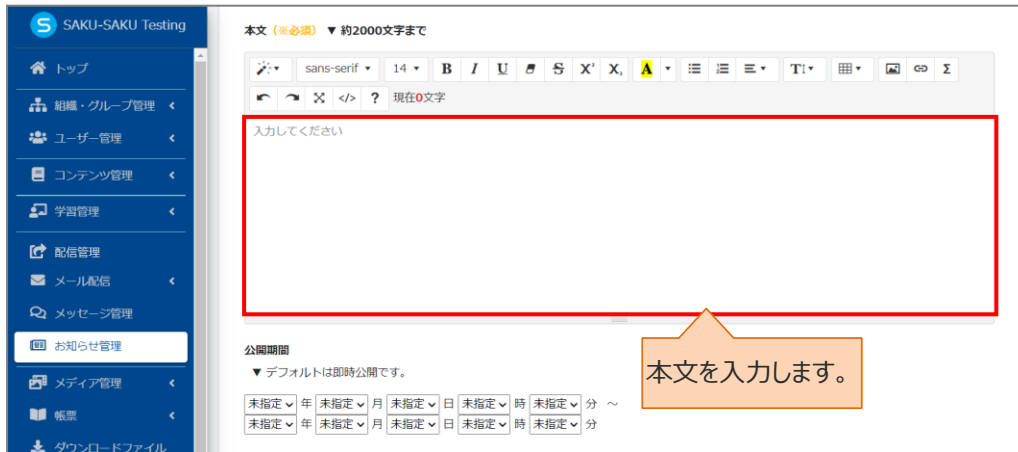 SAKU-SAKU Testing
トップ
組織・グループ管理
ユーザー管理
コンテンツ管理
学習管理
配信管理
メール配信
メッセージ管理
お知らせ管理
メディア管理
帳票
ダウンロードファイル
本文 (※必須) ▼ 約2000文字まで
sans-serif 14 B I U S X² X₂ A T Σ
</> ? 現在0文字
入力してください
本文を入力します。
公開期間
▼ デフォルトは即時公開です。
未指定 年 未指定 月 未指定 日 未指定 時 未指定 分 ～
未指定 年 未指定 月 未指定 日 未指定 時 未指定 分